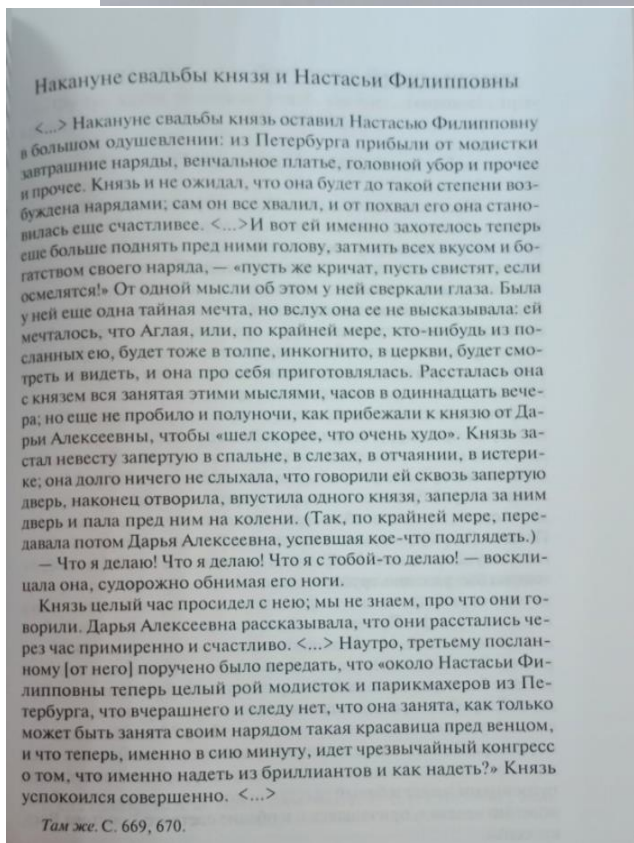 Накануне свадьбы князя и Настасьи Филипповны
<...> Накануне свадьбы князь оставил Настасью Филипповну
в большом одушевлении: из Петербурга прибыли от модистки
завтрашние наряды, венчальное платье, головной убор и прочее
и прочее. Князь и не ожидал, что она будет до такой степени воз-
буждена нарядами; сам он все хвалил, и от похвал его она стано-
вилась еще счастливее. <...>И вот ей именно захотелось теперь
еше больше поднять пред ними голову, затмить всех вкусом и бо-
гатством своего наряда, — «пусть же кричат, пусть свистят, если
осмелятся!» От одной мысли об этом у ней сверкали глаза. Была
у ней еще одна тайная мечта, но вслух она ее не высказывала: ей
мечталось, что Аглая, или, по крайней мере, кто-нибудь из по-
сланных ею, будет тоже в толпе, инкогнито, в церкви, будет смо-
треть и видеть, и она про себя приготовлялась. Рассталась она
с князем вся занятая этими мыслями, часов в одиннадцать вече-
ра; но еще не пробило и полуночи, как прибежали к князю от Да-
рьи Алексеевны, чтобы «шел скорее, что очень худо». Князь за-
стал невесту запертую в спальне, в слезах, в отчаянии, в истери-
ке; она долго ничего не слыхала, что говорили ей сквозь запертую
дверь, наконец отворила, впустила одного князя, заперла за ним
дверь и пала пред ним на колени. (Так, по крайней мере, пере-
давала потом Дарья Алексеевна, успевшая кое-что подглядеть.)
— Что я делаю! Что я делаю! Что я с тобой-то делаю! — воскли-
цала она, судорожно обнимая его ноги.
Князь целый час просидел с нею; мы не знаем, про что они го-
ворили. Дарья Алексеевна рассказывала, что они расстались че-
рез час примиренно и счастливо. <...> Наутро, третьему послан-
ному [от него] поручено было передать, что «около Настасьи Фи-
липповны теперь целый рой модисток и парикмахеров из Пе-
тербурга, что вчерашнего и следу нет, что она занята, как только
может быть занята своим нарядом такая красавица пред венцом,
и что теперь, именно в сию минуту, идет чрезвычайный конгресс
о том, что именно надеть из бриллиантов и как надеть?» Князь
успокоился совершенно. <...>
Там же. С. 669, 670.